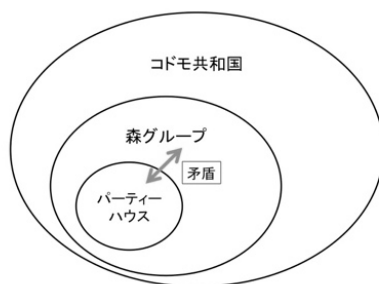 コドモ共和国
森グループ
矛盾
パーティー
ハウス